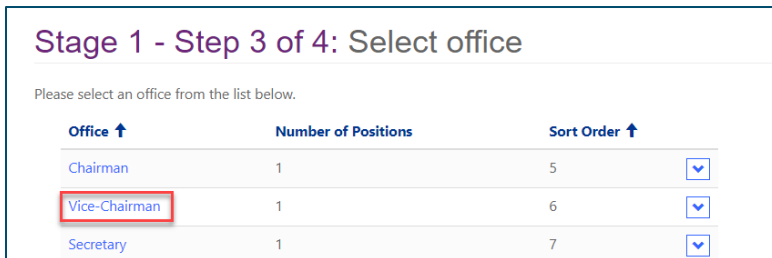 Stage 1 - Step 3 of 4: Select office
Please select an office from the list below.
Office ↑ Number of Positions Sort Order ↑
Chairman 1 5
Vice-Chairman 1 6
Secretary 1 7